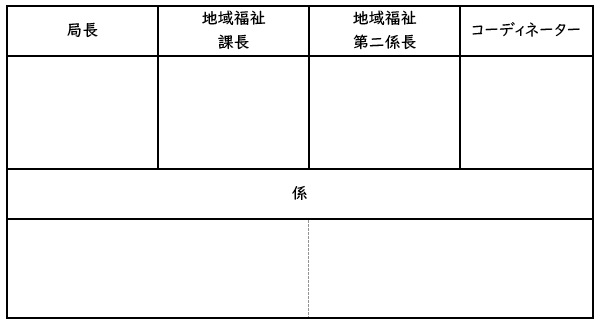 局長
地域福祉
課長
地域福祉
第二係長
コーディネーター
係